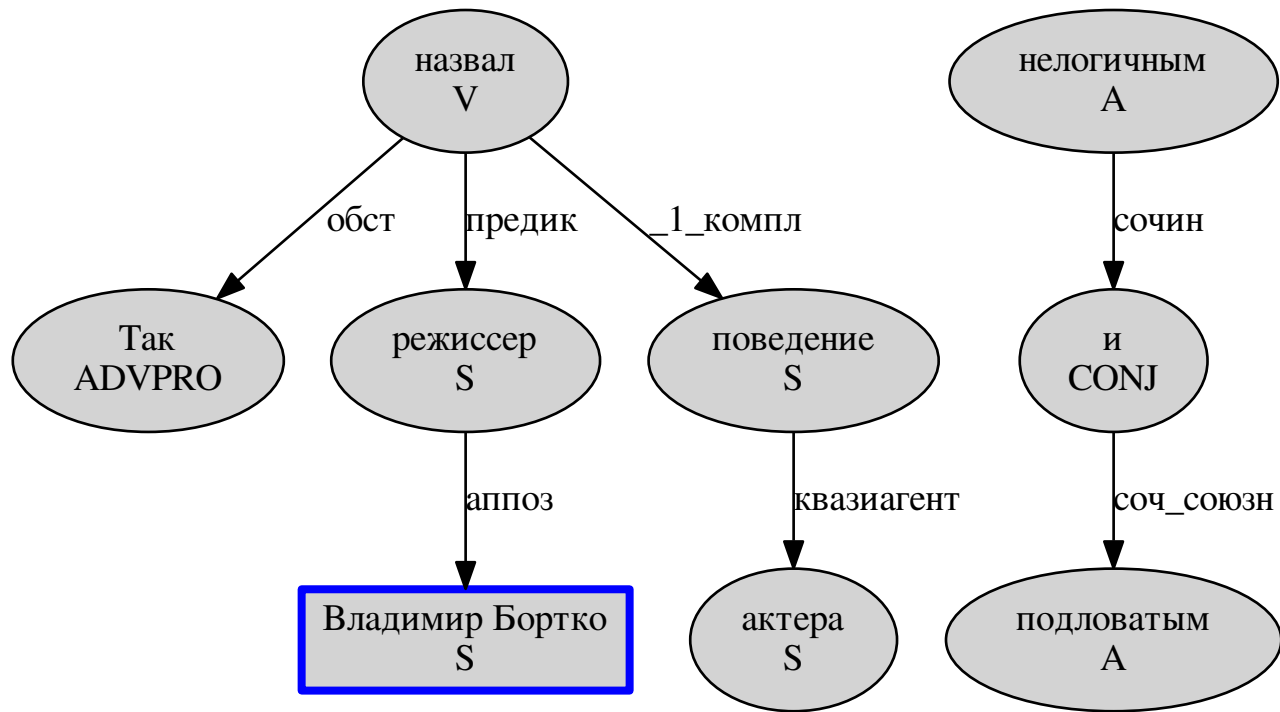 назвал
V
нелогичным
A
обст
предик
_1_компл
сочин
Так
ADVPRO
режиссер
S
поведение
S
и
CONJ
аппоз
квазиагент
соч_союзн
Владимир Бортко
S
актера
S
подловатым
A